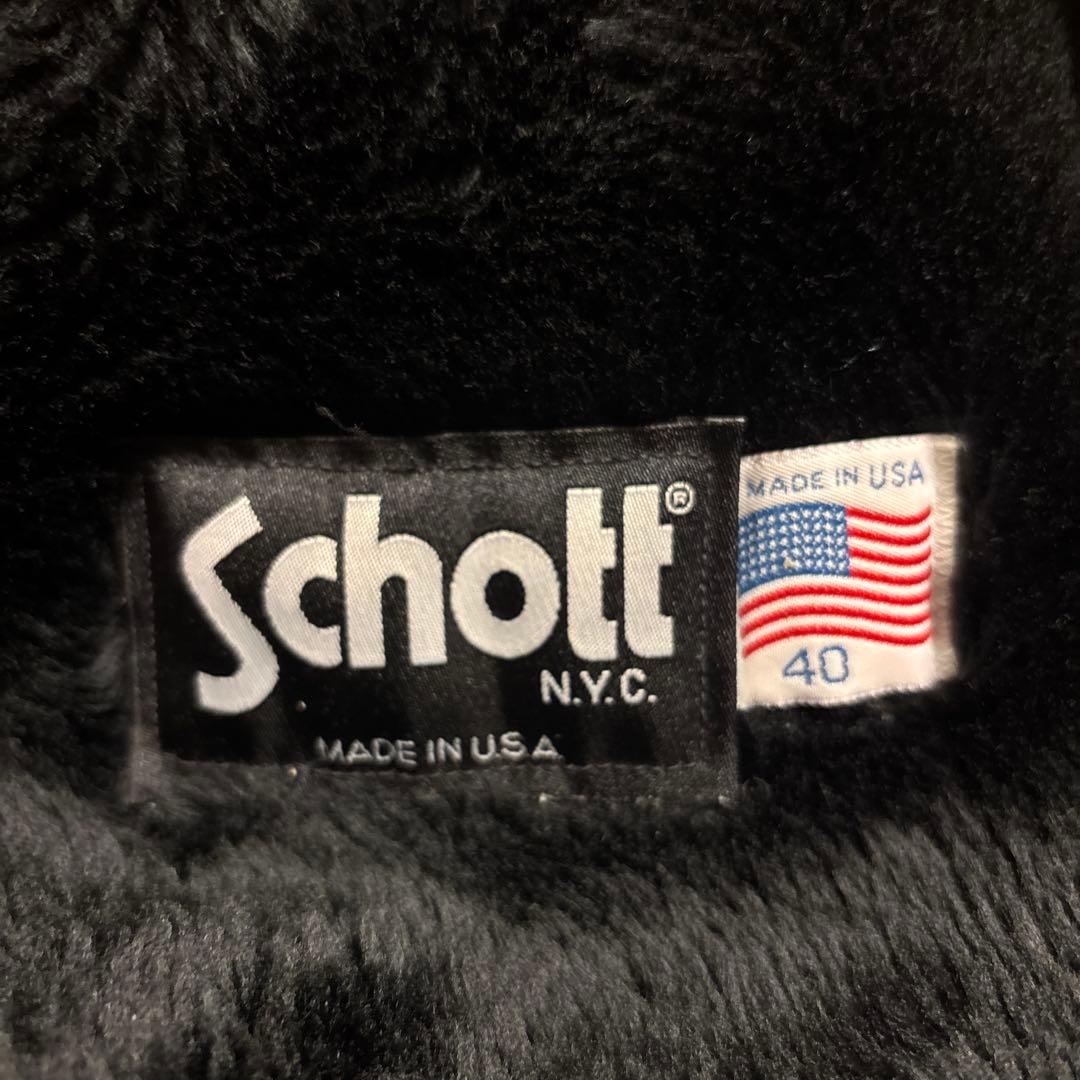 Schott®
N.Y.C.
MADE IN U.S.A.
MADE IN USA
40